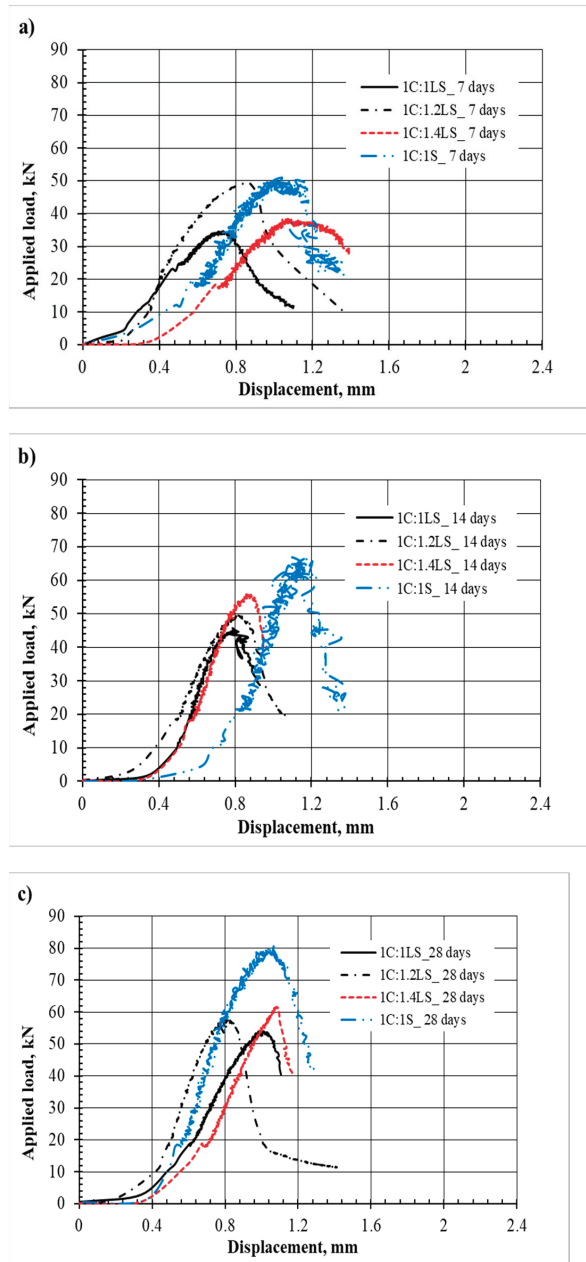 a)
90
80
70
60
50
40
30
20
10
0
Applied load, kN
1C:1LS_ 7 days
1C:1.2LS_ 7 days
1C:1.4LS_ 7 days
1C:1S_ 7 days
0 0.4 0.8 1.2 1.6 2 2.4
Displacement, mm
b)
90
80
70
60
50
40
30
20
10
0
Applied load, kN
1C:1LS_ 14 days
1C:1.2LS_ 14 days
1C:1.4LS_ 14 days
1C:1S_ 14 days
0 0.4 0.8 1.2 1.6 2 2.4
Displacement, mm
c)
90
80
70
60
50
40
30
20
10
0
Applied load, kN
1C:1LS_28 days
1C:1.2LS_ 28 days
1C:1.4LS_ 28 days
1C:1S_ 28 days
0 0.4 0.8 1.2 1.6 2 2.4
Displacement, mm